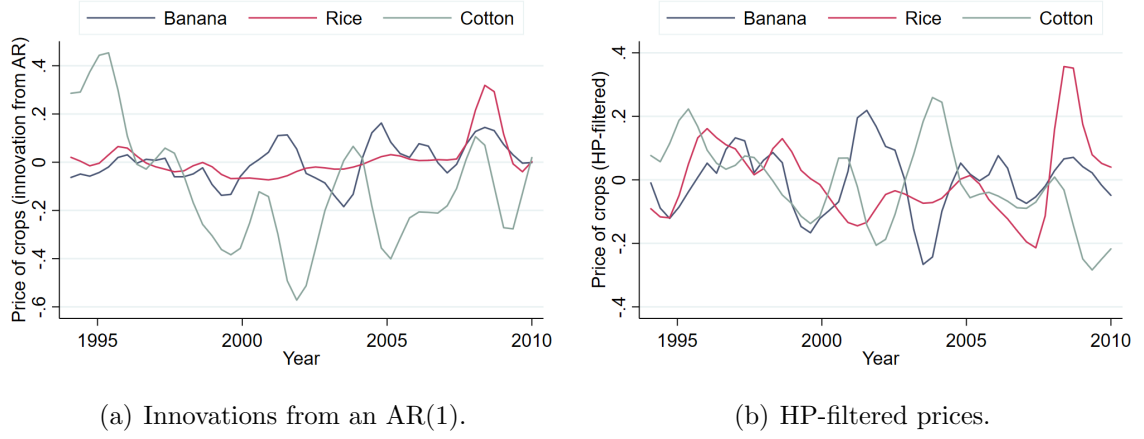 Banana Rice Cotton
Price of crops (innovation from AR)
.4
.2
0
-.2
-.4
-.6
1995 2000 2005 2010
Year
(a) Innovations from an AR(1).
Banana Rice Cotton
Price of crops (HP-filtered)
.4
.2
0
-.2
-.4
1995 2000 2005 2010
Year
(b) HP-filtered prices.